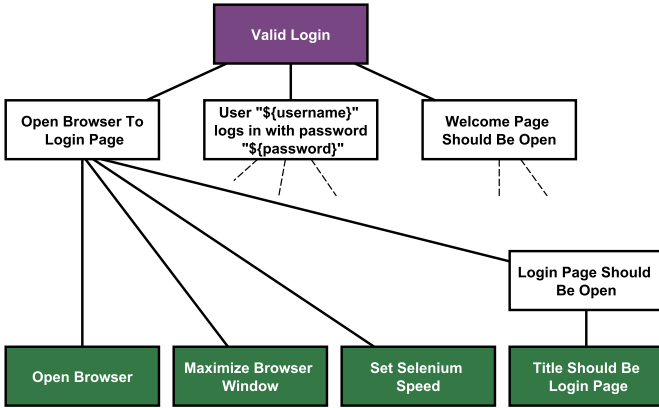 Valid Login
Open Browser To
Login Page
User "${username}"
logs in with password
"${password}"
Welcome Page
Should Be Open
Login Page Should
Be Open
Open Browser
Maximize Browser
Window
Set Selenium
Speed
Title Should Be
Login Page